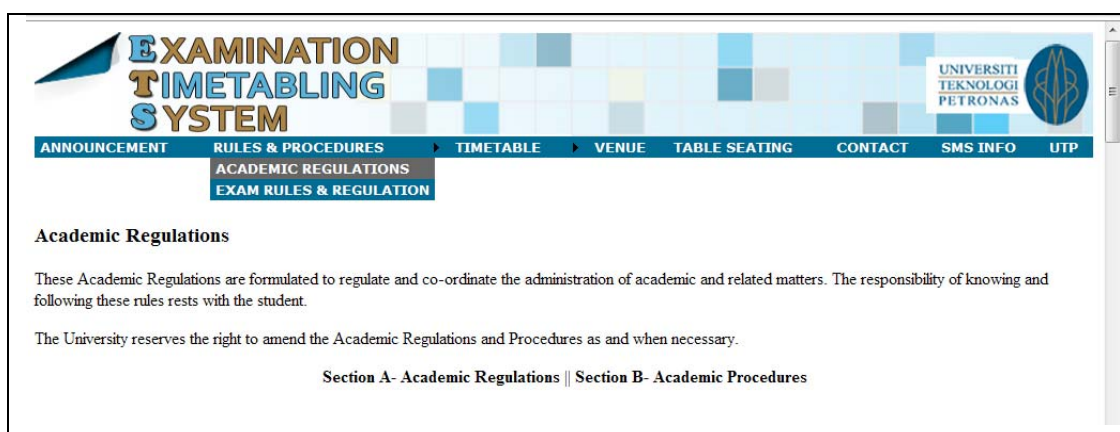 EXAMINATION
TIMETABLING
SYSTEM
UNIVERSITI
TEKNOLOGI
PETRONAS
ANNOUNCEMENT RULES & PROCEDURES TIMETABLE VENUE TABLE SEATING CONTACT SMS INFO UTP
ACADEMIC REGULATIONS
EXAM RULES & REGULATION
Academic Regulations
These Academic Regulations are formulated to regulate and co-ordinate the administration of academic and related matters. The responsibility of knowing and
following these rules rests with the student.
The University reserves the right to amend the Academic Regulations and Procedures as and when necessary.
Section A- Academic Regulations || Section B- Academic Procedures